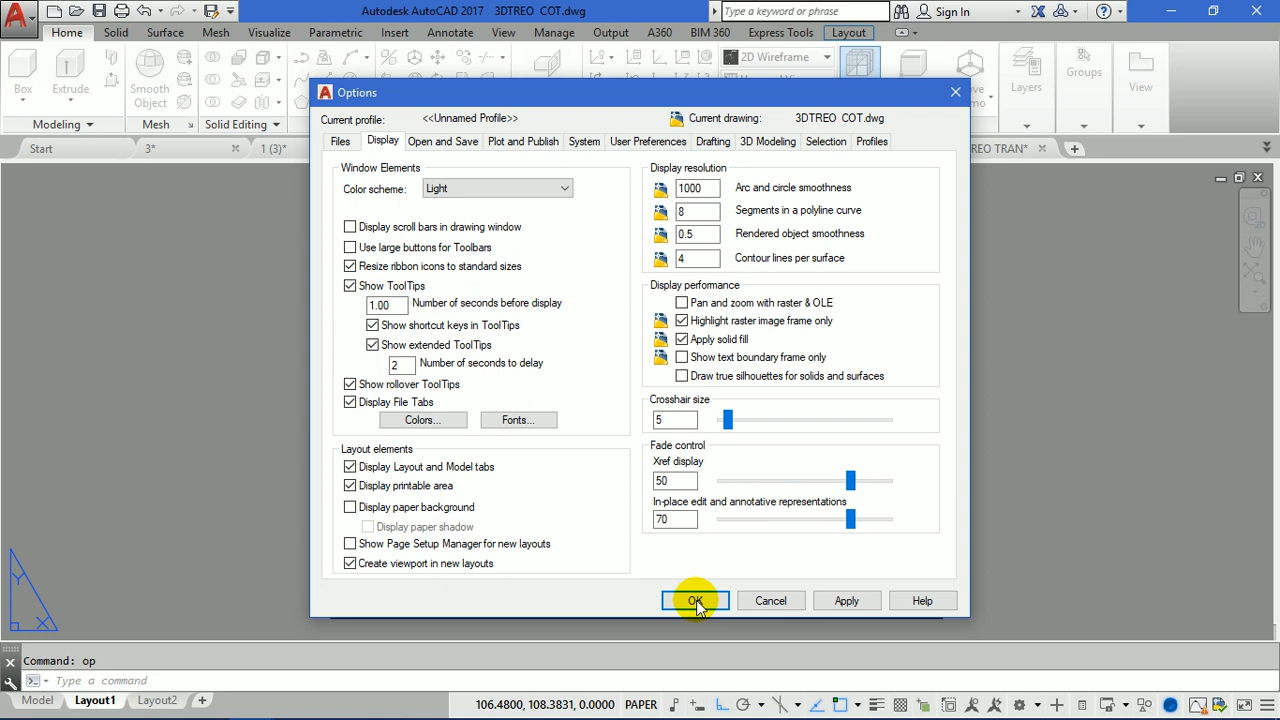 Autodesk AutoCAD 2017 3DTREO COT.dwg
Type a keyword or phrase
Sign In
Home Solid Surface Mesh Visualize Parametric Insert Annotate View Manage Output A360 BIM 360 Express Tools Layout
2D Wireframe
Box
Extrude
Smooth
Object
Layers
Groups
View
Modeling
Mesh
Solid Editing
Start
3*
1 (3)*
REO TRAN*
Options
Current profile: <<Unnamed Profile>>
Current drawing: 3DTREO COT.dwg
Files Display Open and Save Plot and Publish System User Preferences Drafting 3D Modeling Selection Profiles
Window Elements
Color scheme: Light
Display scroll bars in drawing window
Use large buttons for Toolbars
Resize ribbon icons to standard sizes
Show ToolTips
1.00 Number of seconds before display
Show shortcut keys in ToolTips
Show extended ToolTips
2 Number of seconds to delay
Show rollover ToolTips
Display File Tabs
Colors... Fonts...
Layout elements
Display Layout and Model tabs
Display printable area
Display paper background
Display paper shadow
Show Page Setup Manager for new layouts
Create viewport in new layouts
Display resolution
1000 Arc and circle smoothness
8 Segments in a polyline curve
0.5 Rendered object smoothness
4 Contour lines per surface
Display performance
Pan and zoom with raster & OLE
Highlight raster image frame only
Apply solid fill
Show text boundary frame only
Draw true silhouettes for solids and surfaces
Crosshair size
5
Fade control
Xref display
50
In-place edit and annotative representations
70
OK Cancel Apply Help
Y
X
Command: op
Type a command
Model Layout1 Layout2
106.4800, 108.3831, 0.0000 PAPER